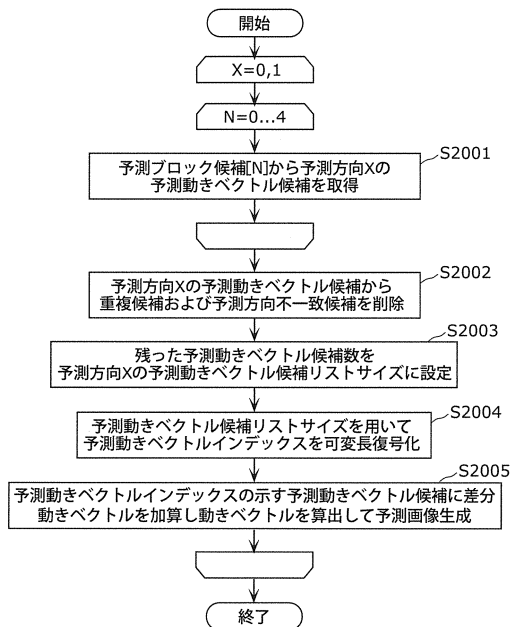 開始
X=0,1
N=0...4
S2001
予測ブロック候補[N]から予測方向Xの
予測動きベクトル候補を取得
S2002
予測方向Xの予測動きベクトル候補から
重複候補および予測方向不一致候補を削除
S2003
残った予測動きベクトル候補数を
予測方向Xの予測動きベクトル候補リストサイズに設定
S2004
予測動きベクトル候補リストサイズを用いて
予測動きベクトルインデックスを可変長復号化
S2005
予測動きベクトルインデックスの示す予測動きベクトル候補に差分
動きベクトルを加算し動きベクトルを算出して予測画像生成
終了